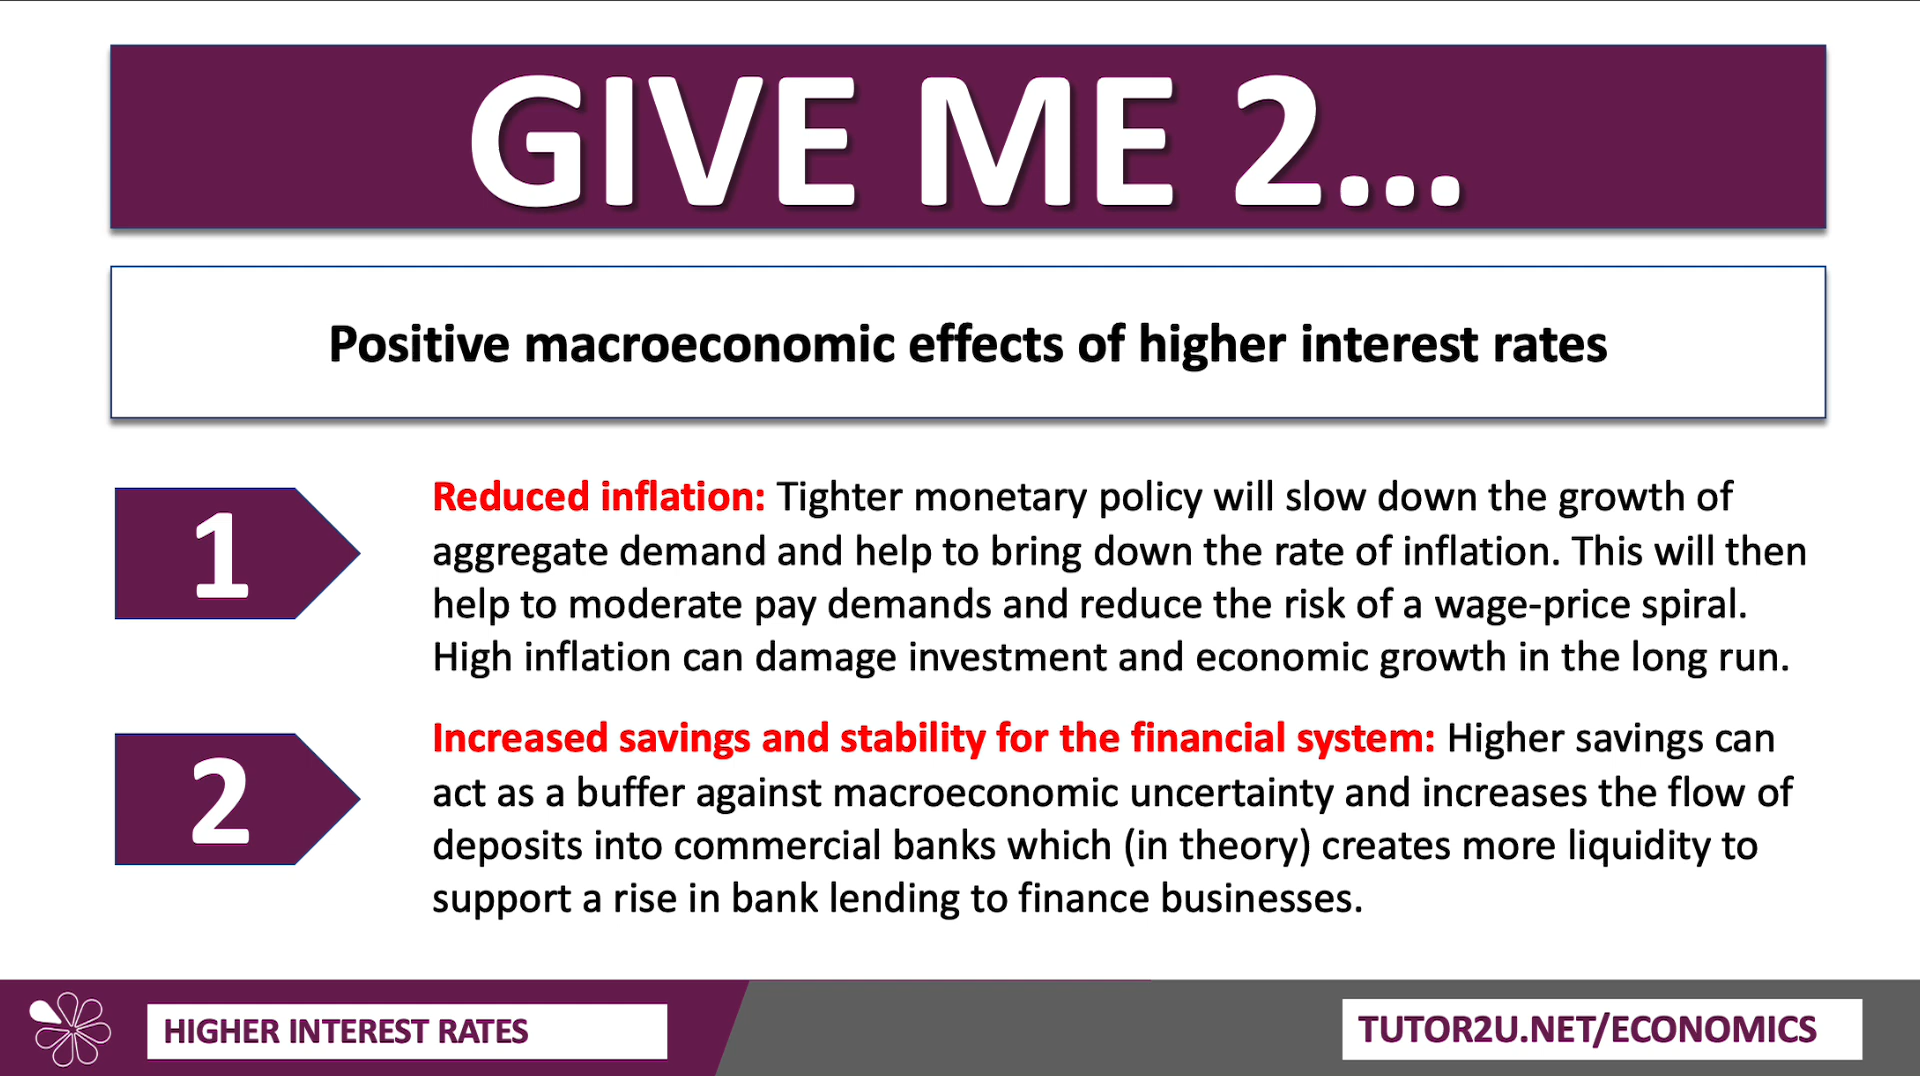 GIVE ME 2...
Positive macroeconomic effects of higher interest rates
1
Reduced inflation: Tighter monetary policy will slow down the growth of
aggregate demand and help to bring down the rate of inflation. This will then
help to moderate pay demands and reduce the risk of a wage-price spiral.
High inflation can damage investment and economic growth in the long run.
2
Increased savings and stability for the financial system: Higher savings can
act as a buffer against macroeconomic uncertainty and increases the flow of
deposits into commercial banks which (in theory) creates more liquidity to
support a rise in bank lending to finance businesses.
HIGHER INTEREST RATES
TUTOR2U.NET/ECONOMICS